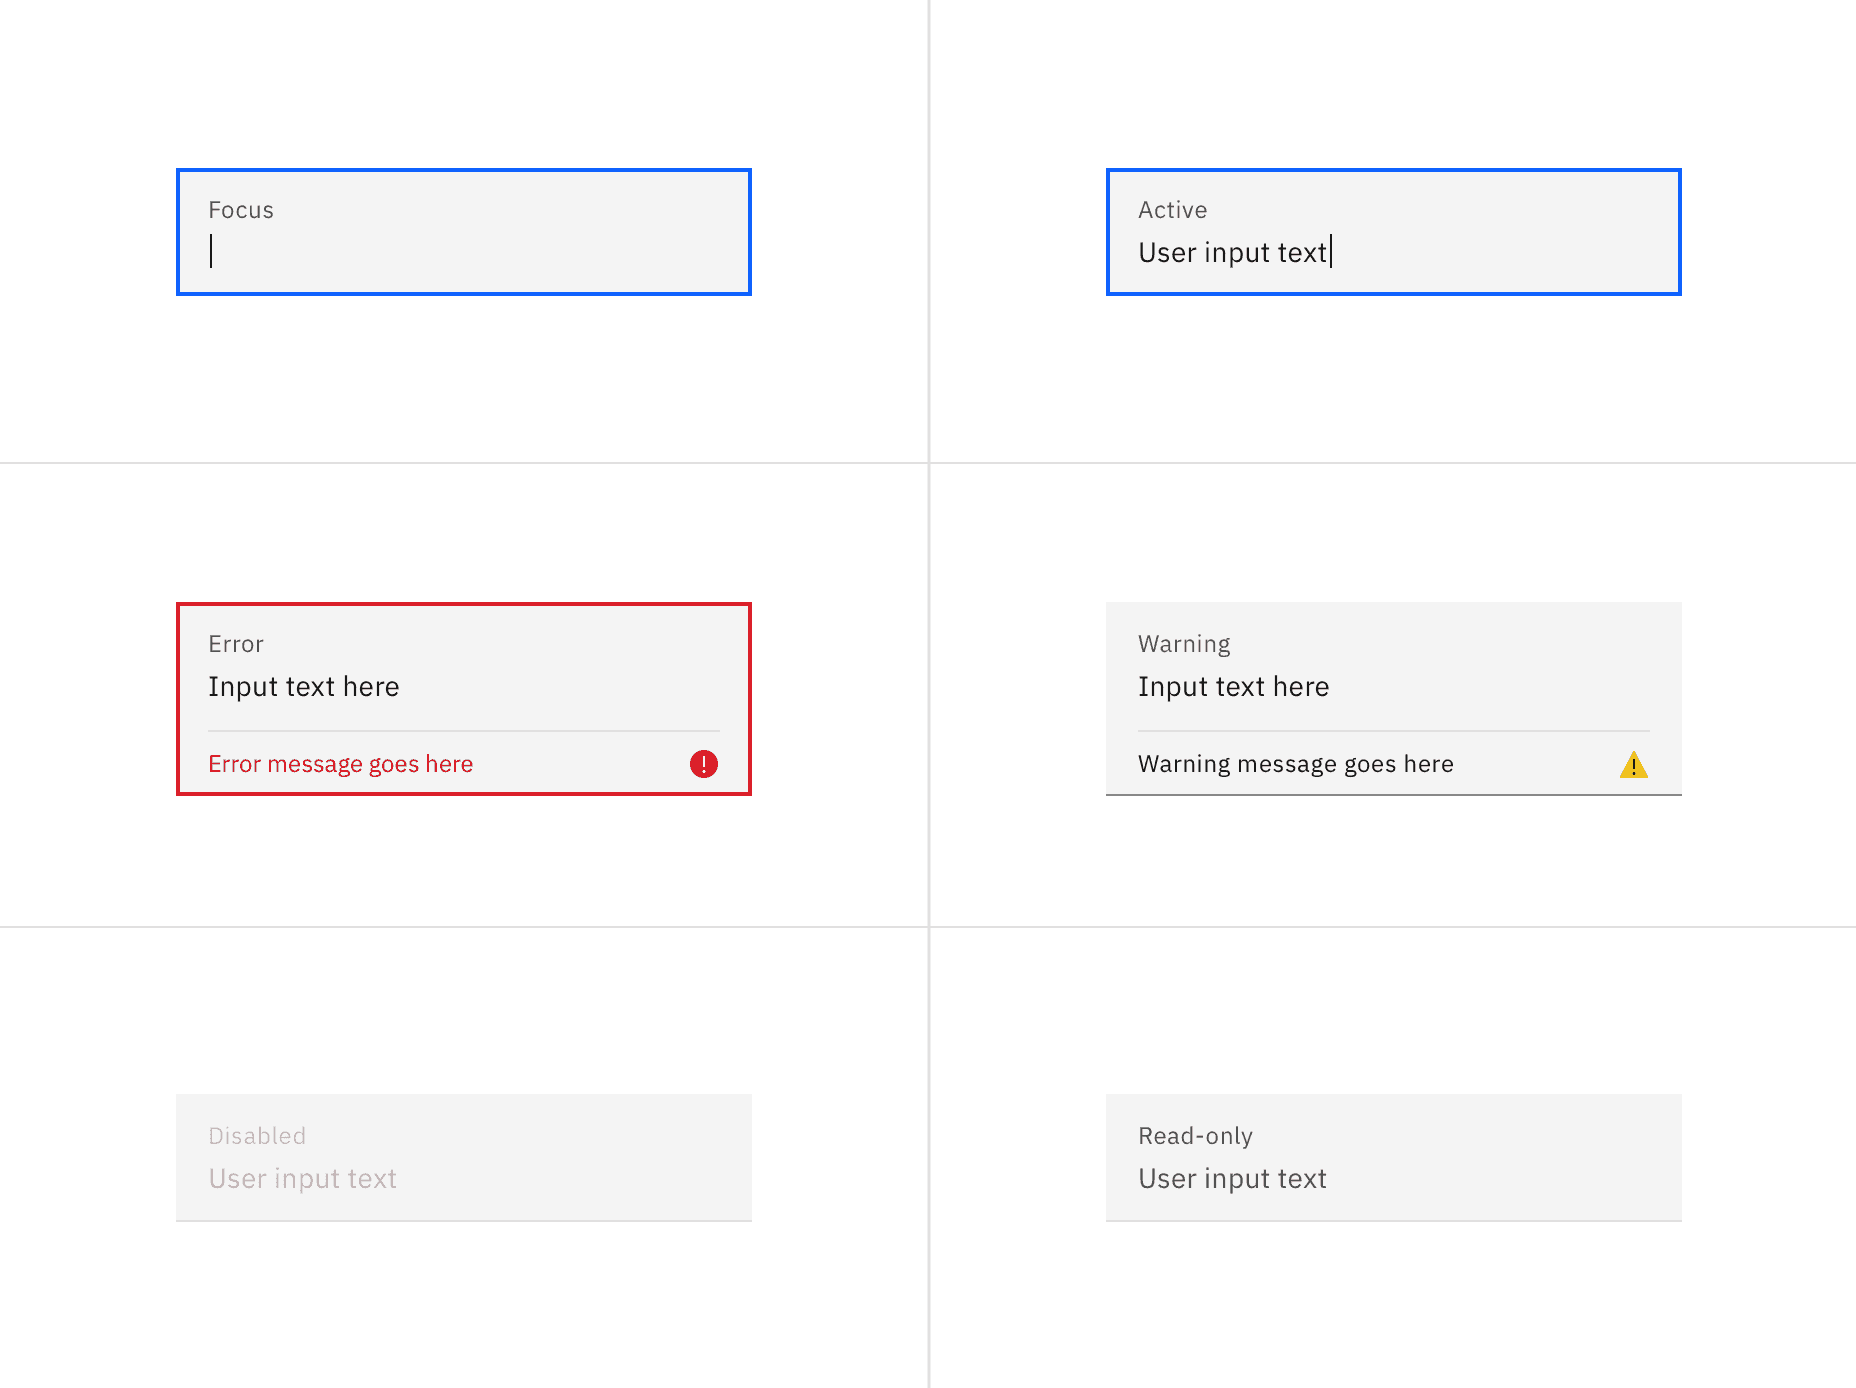 Focus
Active
User input text
Error
Input text here
Error message goes here
Warning
Input text here
Warning message goes here
Disabled
User input text
Read-only
User input text